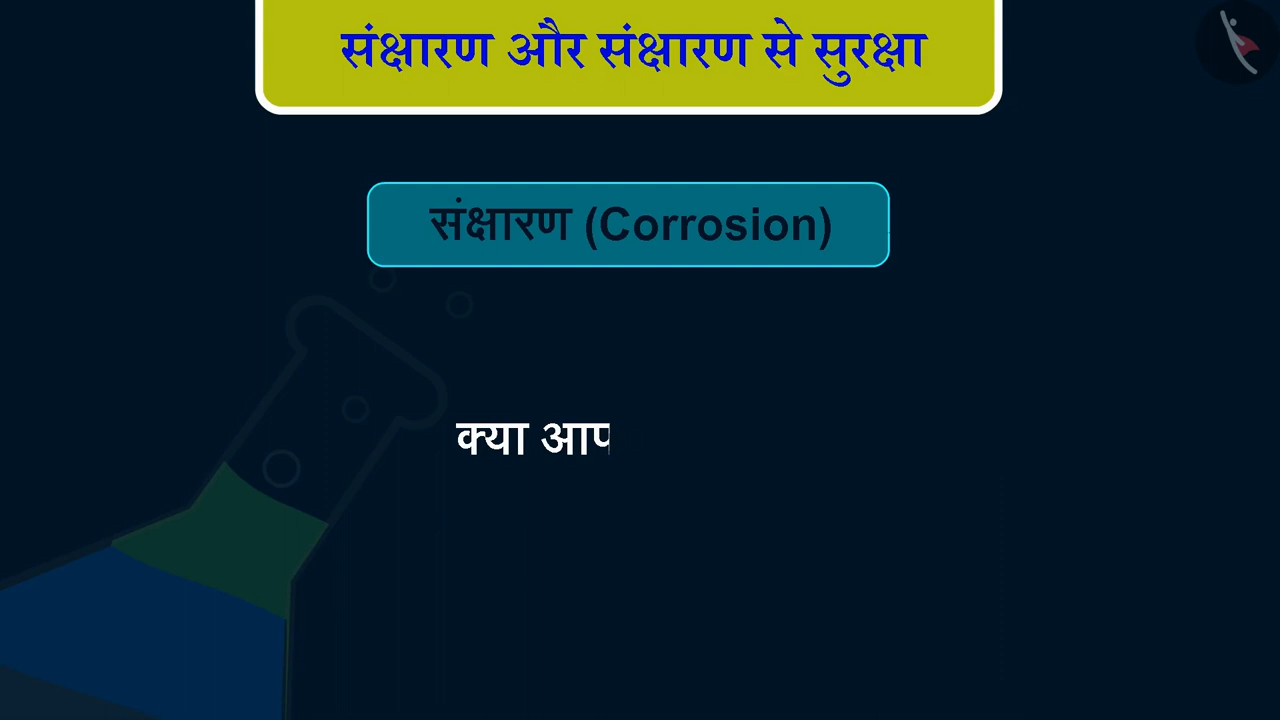 संक्षारण और संक्षारण से सुरक्षा
संक्षारण (Corrosion)
क्या आप